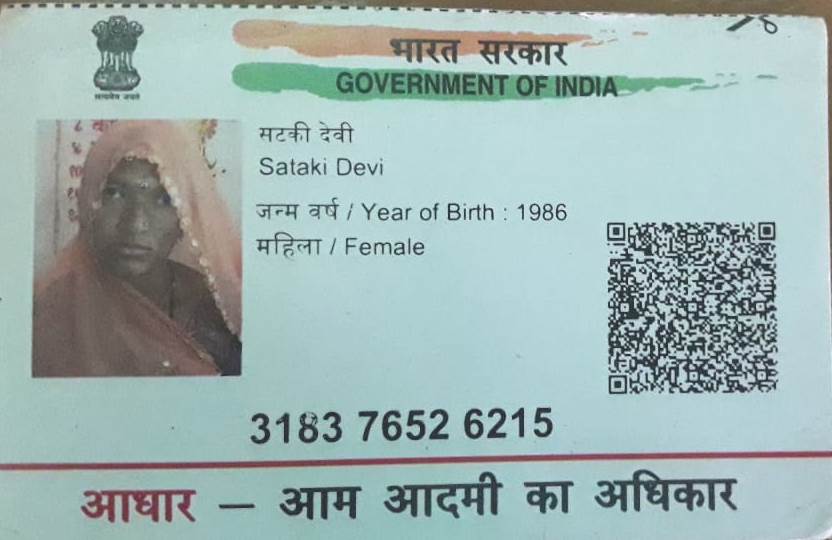 भारत सरकार
GOVERNMENT OF INDIA
सत्यमेव जयते
सटकी देवी
Sataki Devi
जन्म वर्ष / Year of Birth : 1986
महिला / Female
3183 7652 6215
आधार — आम आदमी का अधिकार